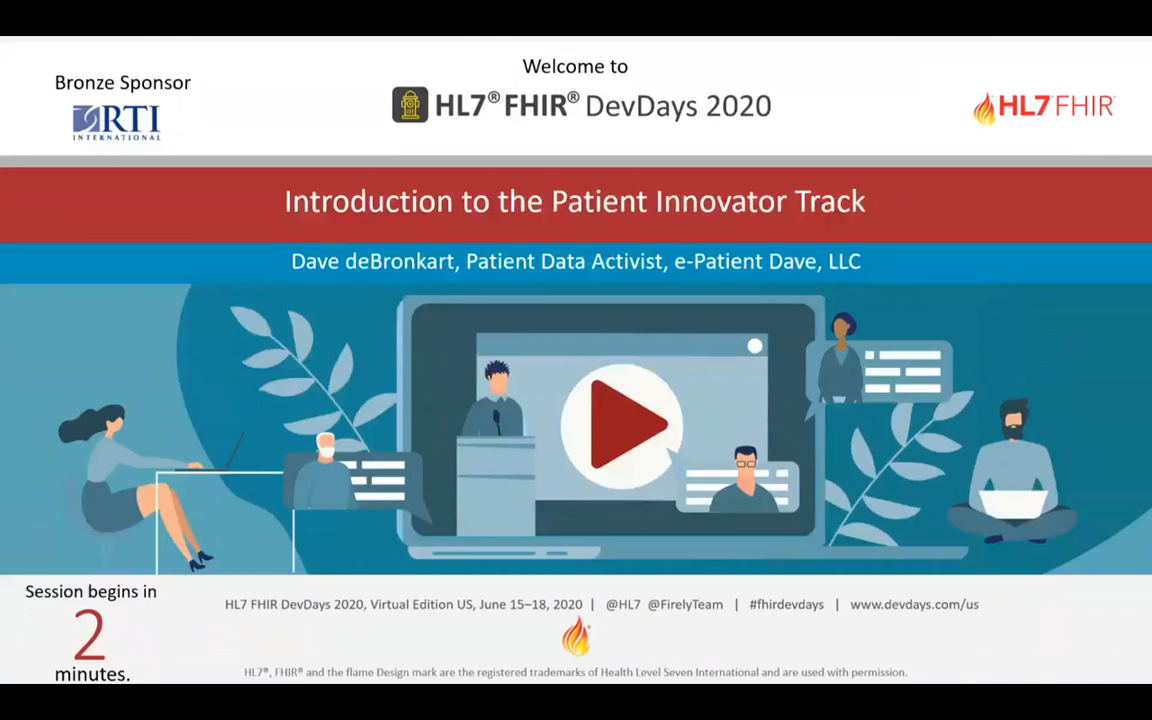 Bronze Sponsor
RTI
INTERNATIONAL
Welcome to
HL7® FHIR® DevDays 2020
HL7 FHIR®
Introduction to the Patient Innovator Track
Dave deBronkart, Patient Data Activist, e-Patient Dave, LLC
Session begins in
2
minutes.
HL7 FHIR DevDays 2020, Virtual Edition US, June 15–18, 2020 | @HL7 @FirelyTeam | #fhirdevdays | www.devdays.com/us
HL7®, FHIR® and the flame Design mark are the registered trademarks of Health Level Seven International and are used with permission.